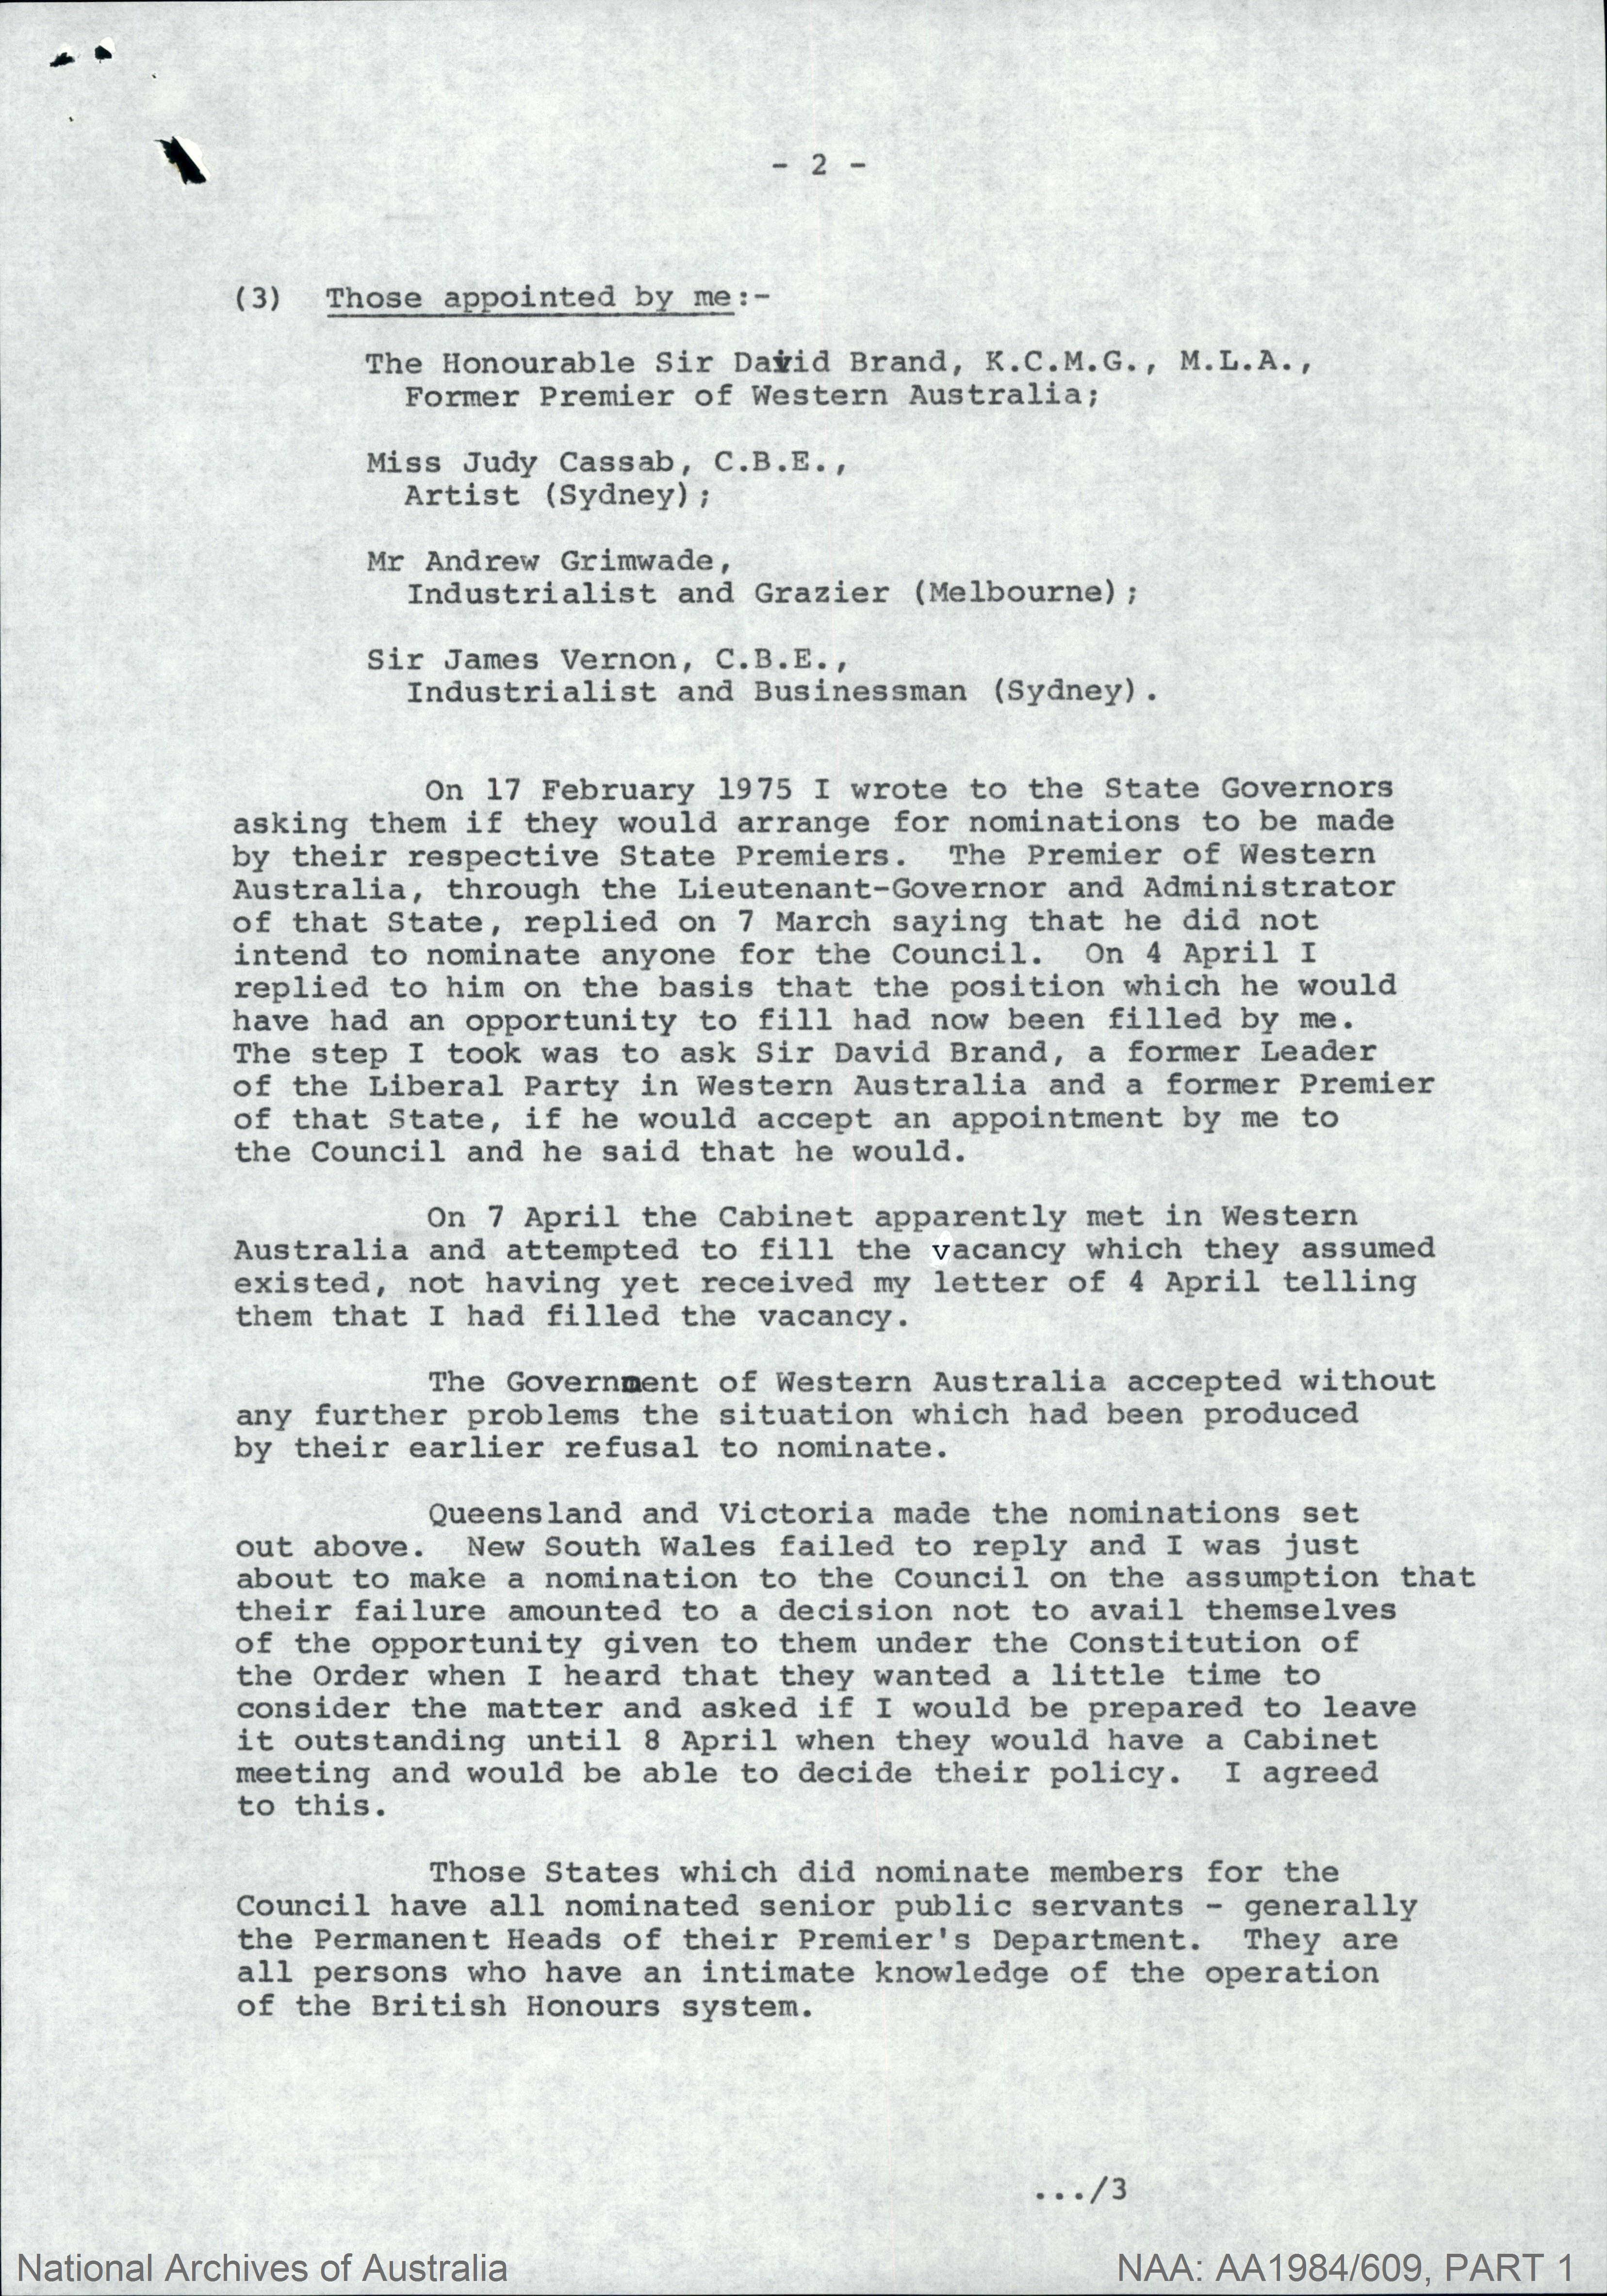 - 2 -
(3) Those appointed by me:-
The Honourable Sir David Brand, K.C.M.G., M.L.A.,
Former Premier of Western Australia;
Miss Judy Cassab, C.B.E.,
Artist (Sydney);
Mr Andrew Grimwade,
Industrialist and Grazier (Melbourne);
Sir James Vernon, C.B.E.,
Industrialist and Businessman (Sydney).
On 17 February 1975 I wrote to the State Governors
asking them if they would arrange for nominations to be made
by their respective State Premiers. The Premier of Western
Australia, through the Lieutenant-Governor and Administrator
of that State, replied on 7 March saying that he did not
intend to nominate anyone for the Council. On 4 April I
replied to him on the basis that the position which he would
have had an opportunity to fill had now been filled by me.
The step I took was to ask Sir David Brand, a former Leader
of the Liberal Party in Western Australia and a former Premier
of that State, if he would accept an appointment by me to
the Council and he said that he would.
On 7 April the Cabinet apparently met in Western
Australia and attempted to fill the vacancy which they assumed
existed, not having yet received my letter of 4 April telling
them that I had filled the vacancy.
The Government of Western Australia accepted without
any further problems the situation which had been produced
by their earlier refusal to nominate.
Queensland and Victoria made the nominations set
out above. New South Wales failed to reply and I was just
about to make a nomination to the Council on the assumption that
their failure amounted to a decision not to avail themselves
of the opportunity given to them under the Constitution of
the Order when I heard that they wanted a little time to
consider the matter and asked if I would be prepared to leave
it outstanding until 8 April when they would have a Cabinet
meeting and would be able to decide their policy. I agreed
to this.
Those States which did nominate members for the
Council have all nominated senior public servants - generally
the Permanent Heads of their Premier's Department. They are
all persons who have an intimate knowledge of the operation
of the British Honours system.
.../3
National Archives of Australia
NAA: AA1984/609, PART 1